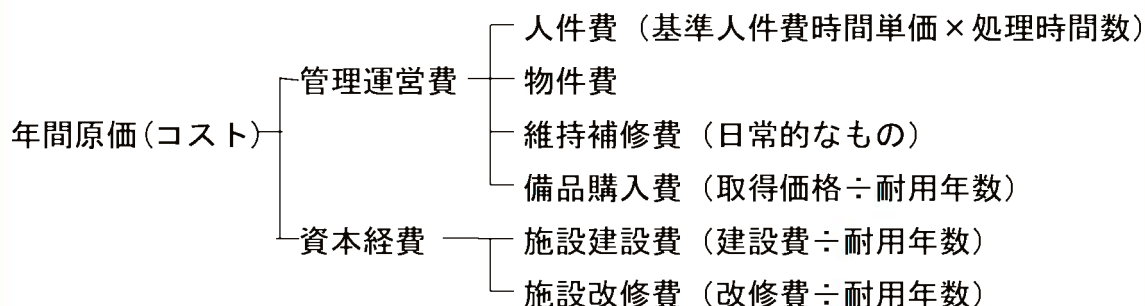 人件費（基準人件費時間単価×処理時間数）
管理運営費
物件費
年間原価(コスト)
維持補修費（日常的なもの）
備品購入費（取得価格÷耐用年数）
資本経費
施設建設費（建設費÷耐用年数）
施設改修費（改修費÷耐用年数）